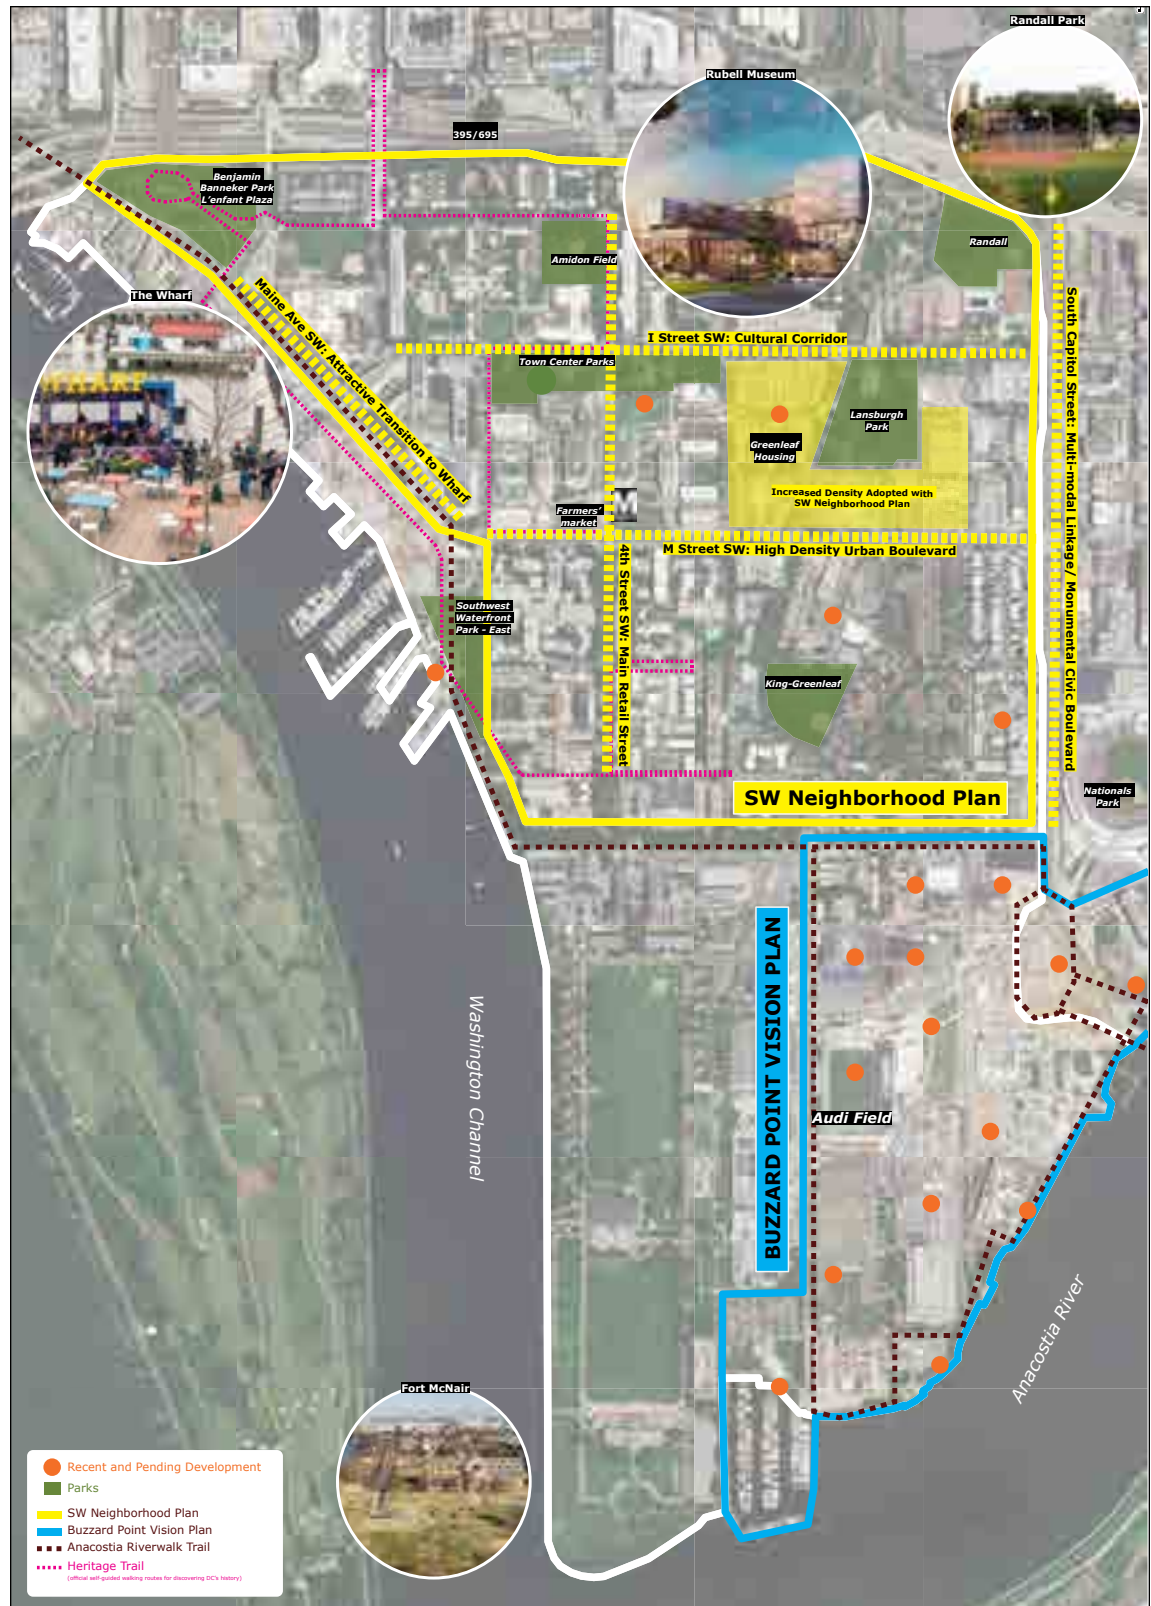 Randall Park
Rubell Museum
395/695
Benjamin
Banneker Park
L'enfant Plaza
Randall
Amidon Field
The Wharf
WHARF
Maine Ave SW: Attractive Transition to Wharf
I Street SW: Cultural Corridor
Town Center Parks
South Capitol Street: Multi-modal Linkage/ Monumental Civic Boulevard
Lansburgh
Park
Greenleaf
Housing
Increased Density Adopted with
SW Neighborhood Plan
Farmers'
market
M
M Street SW: High Density Urban Boulevard
4th Street SW: Main Retail Street
Southwest
Waterfront
Park - East
King-Greenleaf
SW Neighborhood Plan
Nationals
Park
BUZZARD POINT VISION PLAN
Washington Channel
Audi Field
Anacostia River
Fort McNair
Recent and Pending Development
Parks
SW Neighborhood Plan
Buzzard Point Vision Plan
Anacostia Riverwalk Trail
Heritage Trail
(official self-guided walking routes for discovering DC's history)